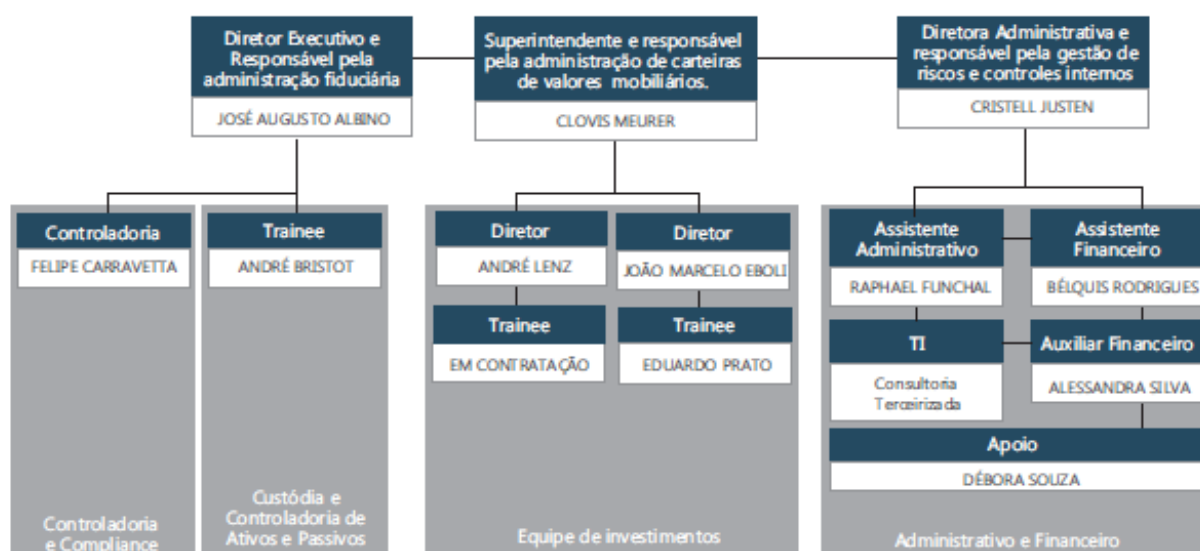 Diretor Executivo e
Responsável pela
administração fiduciária
JOSÉ AUGUSTO ALBINO
Superintendente e responsável
pela administração de carteiras
de valores mobiliários.
CLOVIS MEURER
Diretora Administrativa e
responsável pela gestão de
riscos e controles internos
CRISTELL JUSTEN
Controladoria
FELIPE CARRAVETTA
Controladoria
e Compliance
Trainee
ANDRÉ BRISTOT
Custódia e
Controladoria de
Ativos e Passivos
Diretor
ANDRÉ LENZ
Trainee
EM CONTRATAÇÃO
Diretor
JOÃO MARCELO EBOLI
Trainee
EDUARDO PRATO
Equipe de investimentos
Assistente
Administrativo
RAPHAEL FUNCHAL
Assistente
Financeiro
BÉLQUIS RODRIGUES
TI
Consultoria
Terceirizada
Auxiliar Financeiro
ALESSANDRA SILVA
Apoio
DÉBORA SOUZA
Administrativo e Financeiro